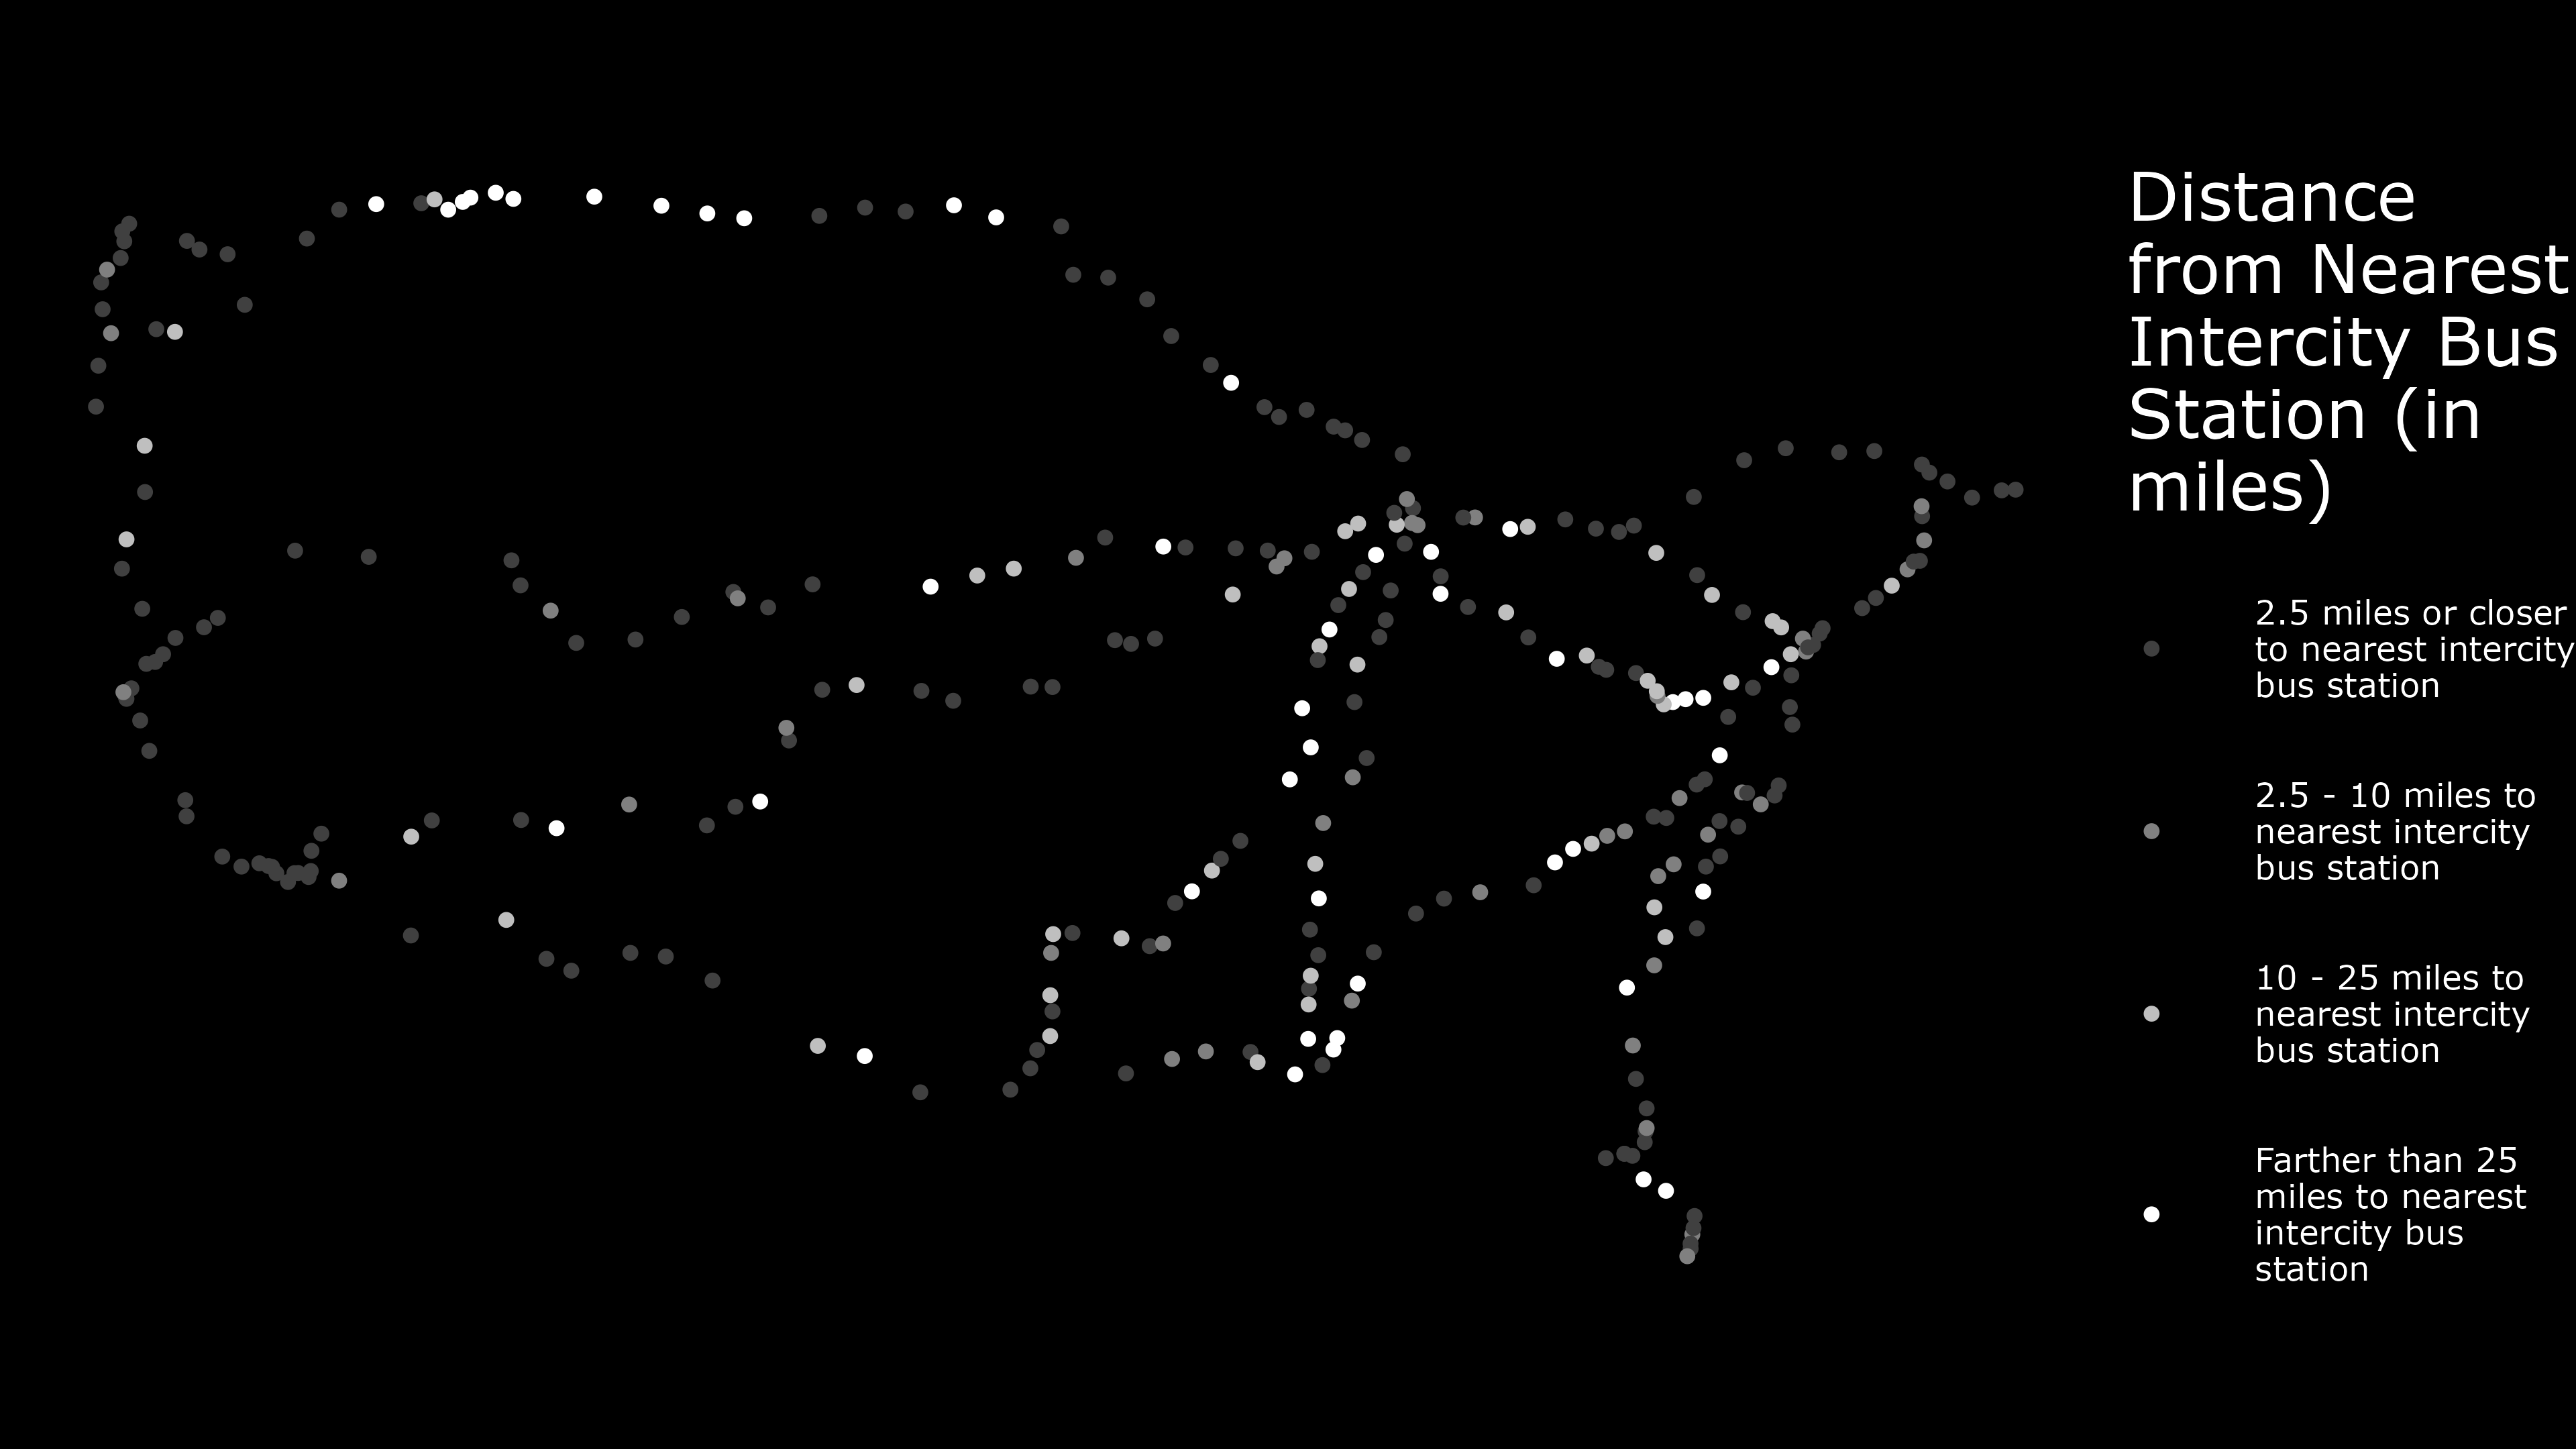 Distance
from Nearest
Intercity Bus
Station (in
miles)
2.5 miles or closer
to nearest intercity
bus station
2.5 - 10 miles to
nearest intercity
bus station
10 - 25 miles to
nearest intercity
bus station
Farther than 25
miles to nearest
intercity bus
station